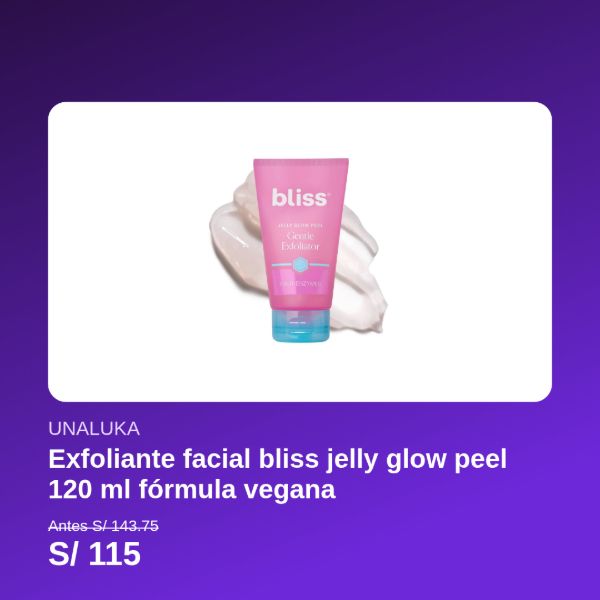 bliss
JELLY GLOW PEEL
Gentle
Exfoliator
UNALUKA
Exfoliante facial bliss jelly glow peel
120 ml fórmula vegana
Antes S/ 143.75
S/ 115